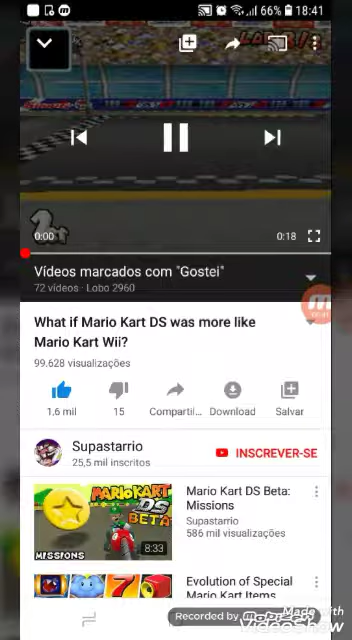 66% 18:41
0:00
0:18
Vídeos marcados com "Gostei"
72 vídeos · Lobo 2960
What if Mario Kart DS was more like
Mario Kart Wii?
99.628 visualizações
1,6 mil
15
Compartil...
Download
Salvar
Supastarrio
25,5 mil inscritos
INSCREVER-SE
MARIO KART
DS
BETA
MISSIONS
8:33
Mario Kart DS Beta:
Missions
Supastarrio
586 mil visualizações
Evolution of Special
Mario Kart Items
Recorded by
Made With
VideoShow